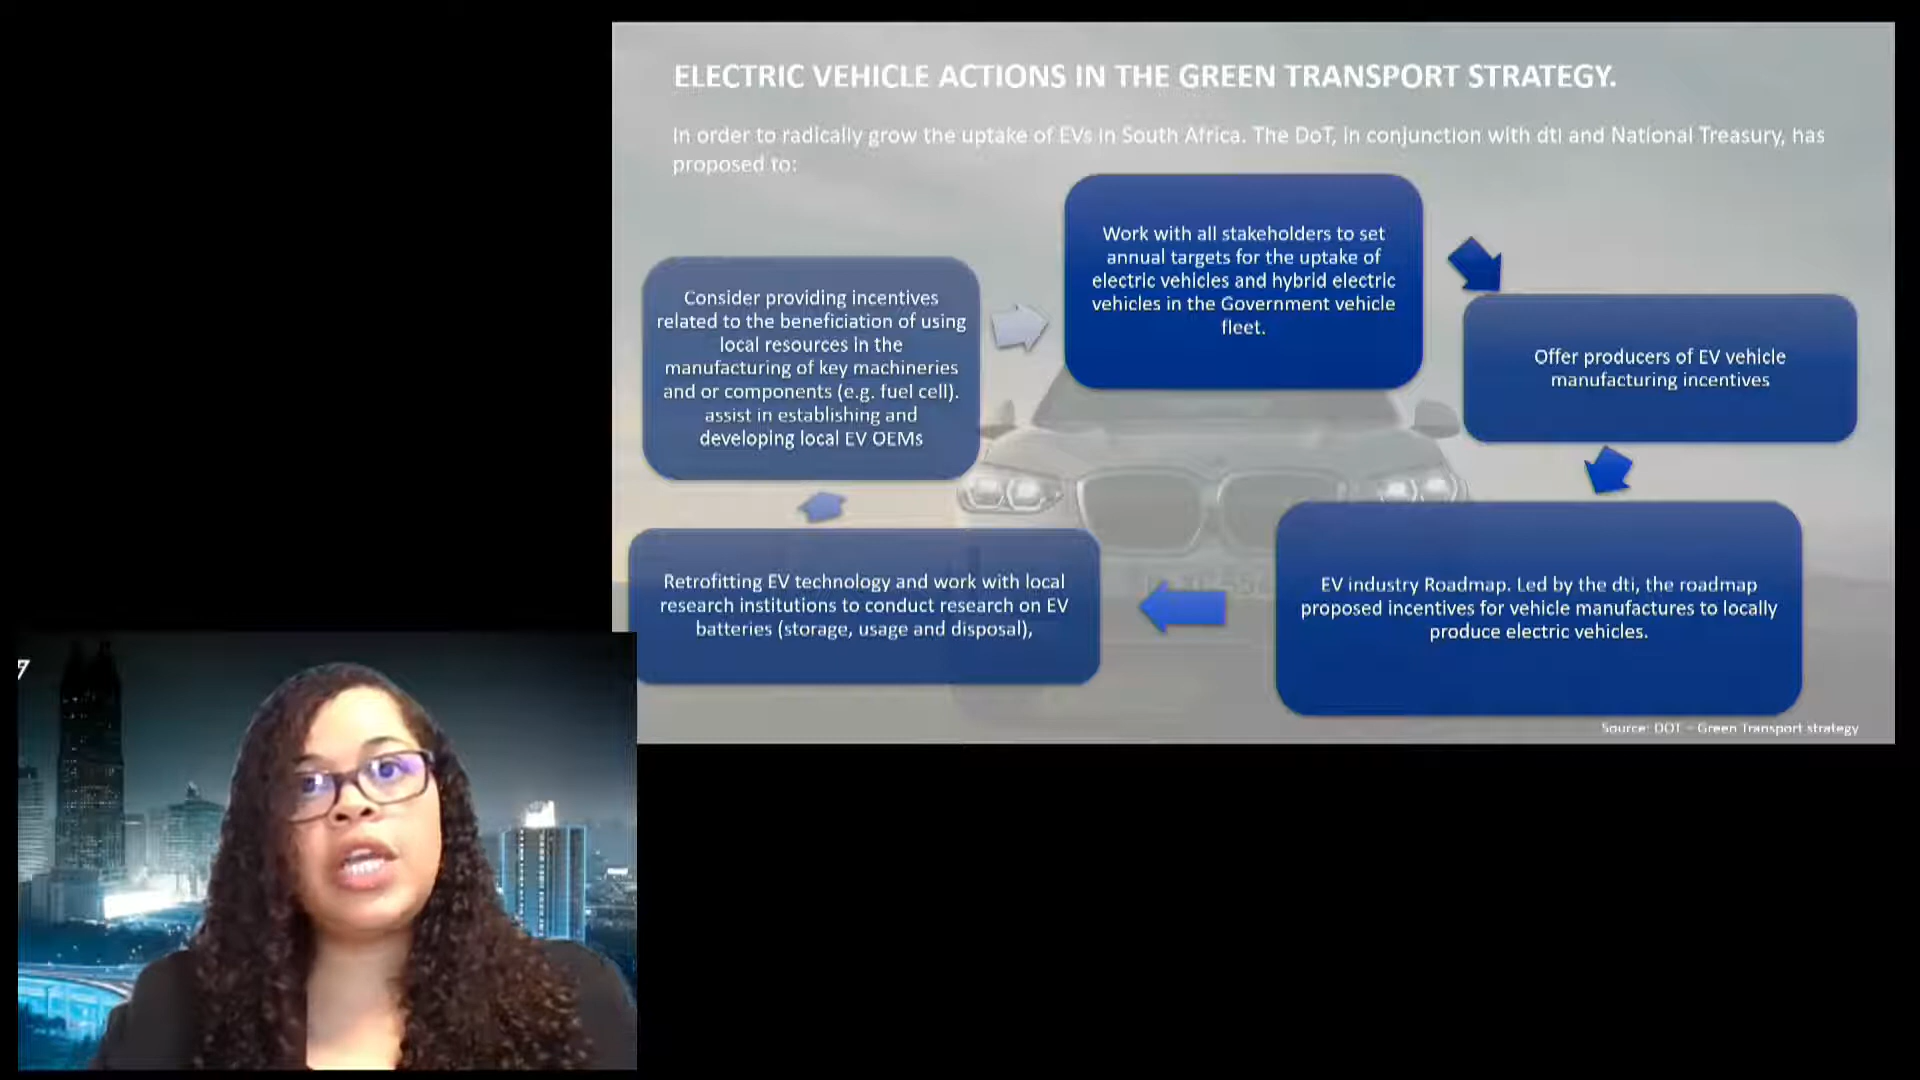 ELECTRIC VEHICLE ACTIONS IN THE GREEN TRANSPORT STRATEGY.
In order to radically grow the uptake of EVs in South Africa. The DoT, in conjunction with dti and National Treasury, has
proposed to:
Work with all stakeholders to set
annual targets for the uptake of
electric vehicles and hybrid electric
vehicles in the Government vehicle
fleet.
Offer producers of EV vehicle
manufacturing incentives
EV industry Roadmap. Led by the dti, the roadmap
proposed incentives for vehicle manufactures to locally
produce electric vehicles.
Retrofitting EV technology and work with local
research institutions to conduct research on EV
batteries (storage, usage and disposal),
Consider providing incentives
related to the beneficiation of using
local resources in the
manufacturing of key machineries
and or components (e.g. fuel cell).
assist in establishing and
developing local EV OEMs
Source: DOT – Green Transport strategy